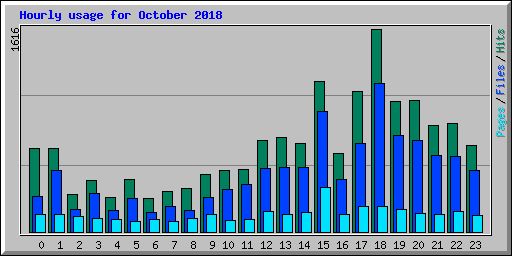 Hourly usage for October 2018
1616
Pages / Files / Hits
0 1 2 3 4 5 6 7 8 9 10 11 12 13 14 15 16 17 18 19 20 21 22 23